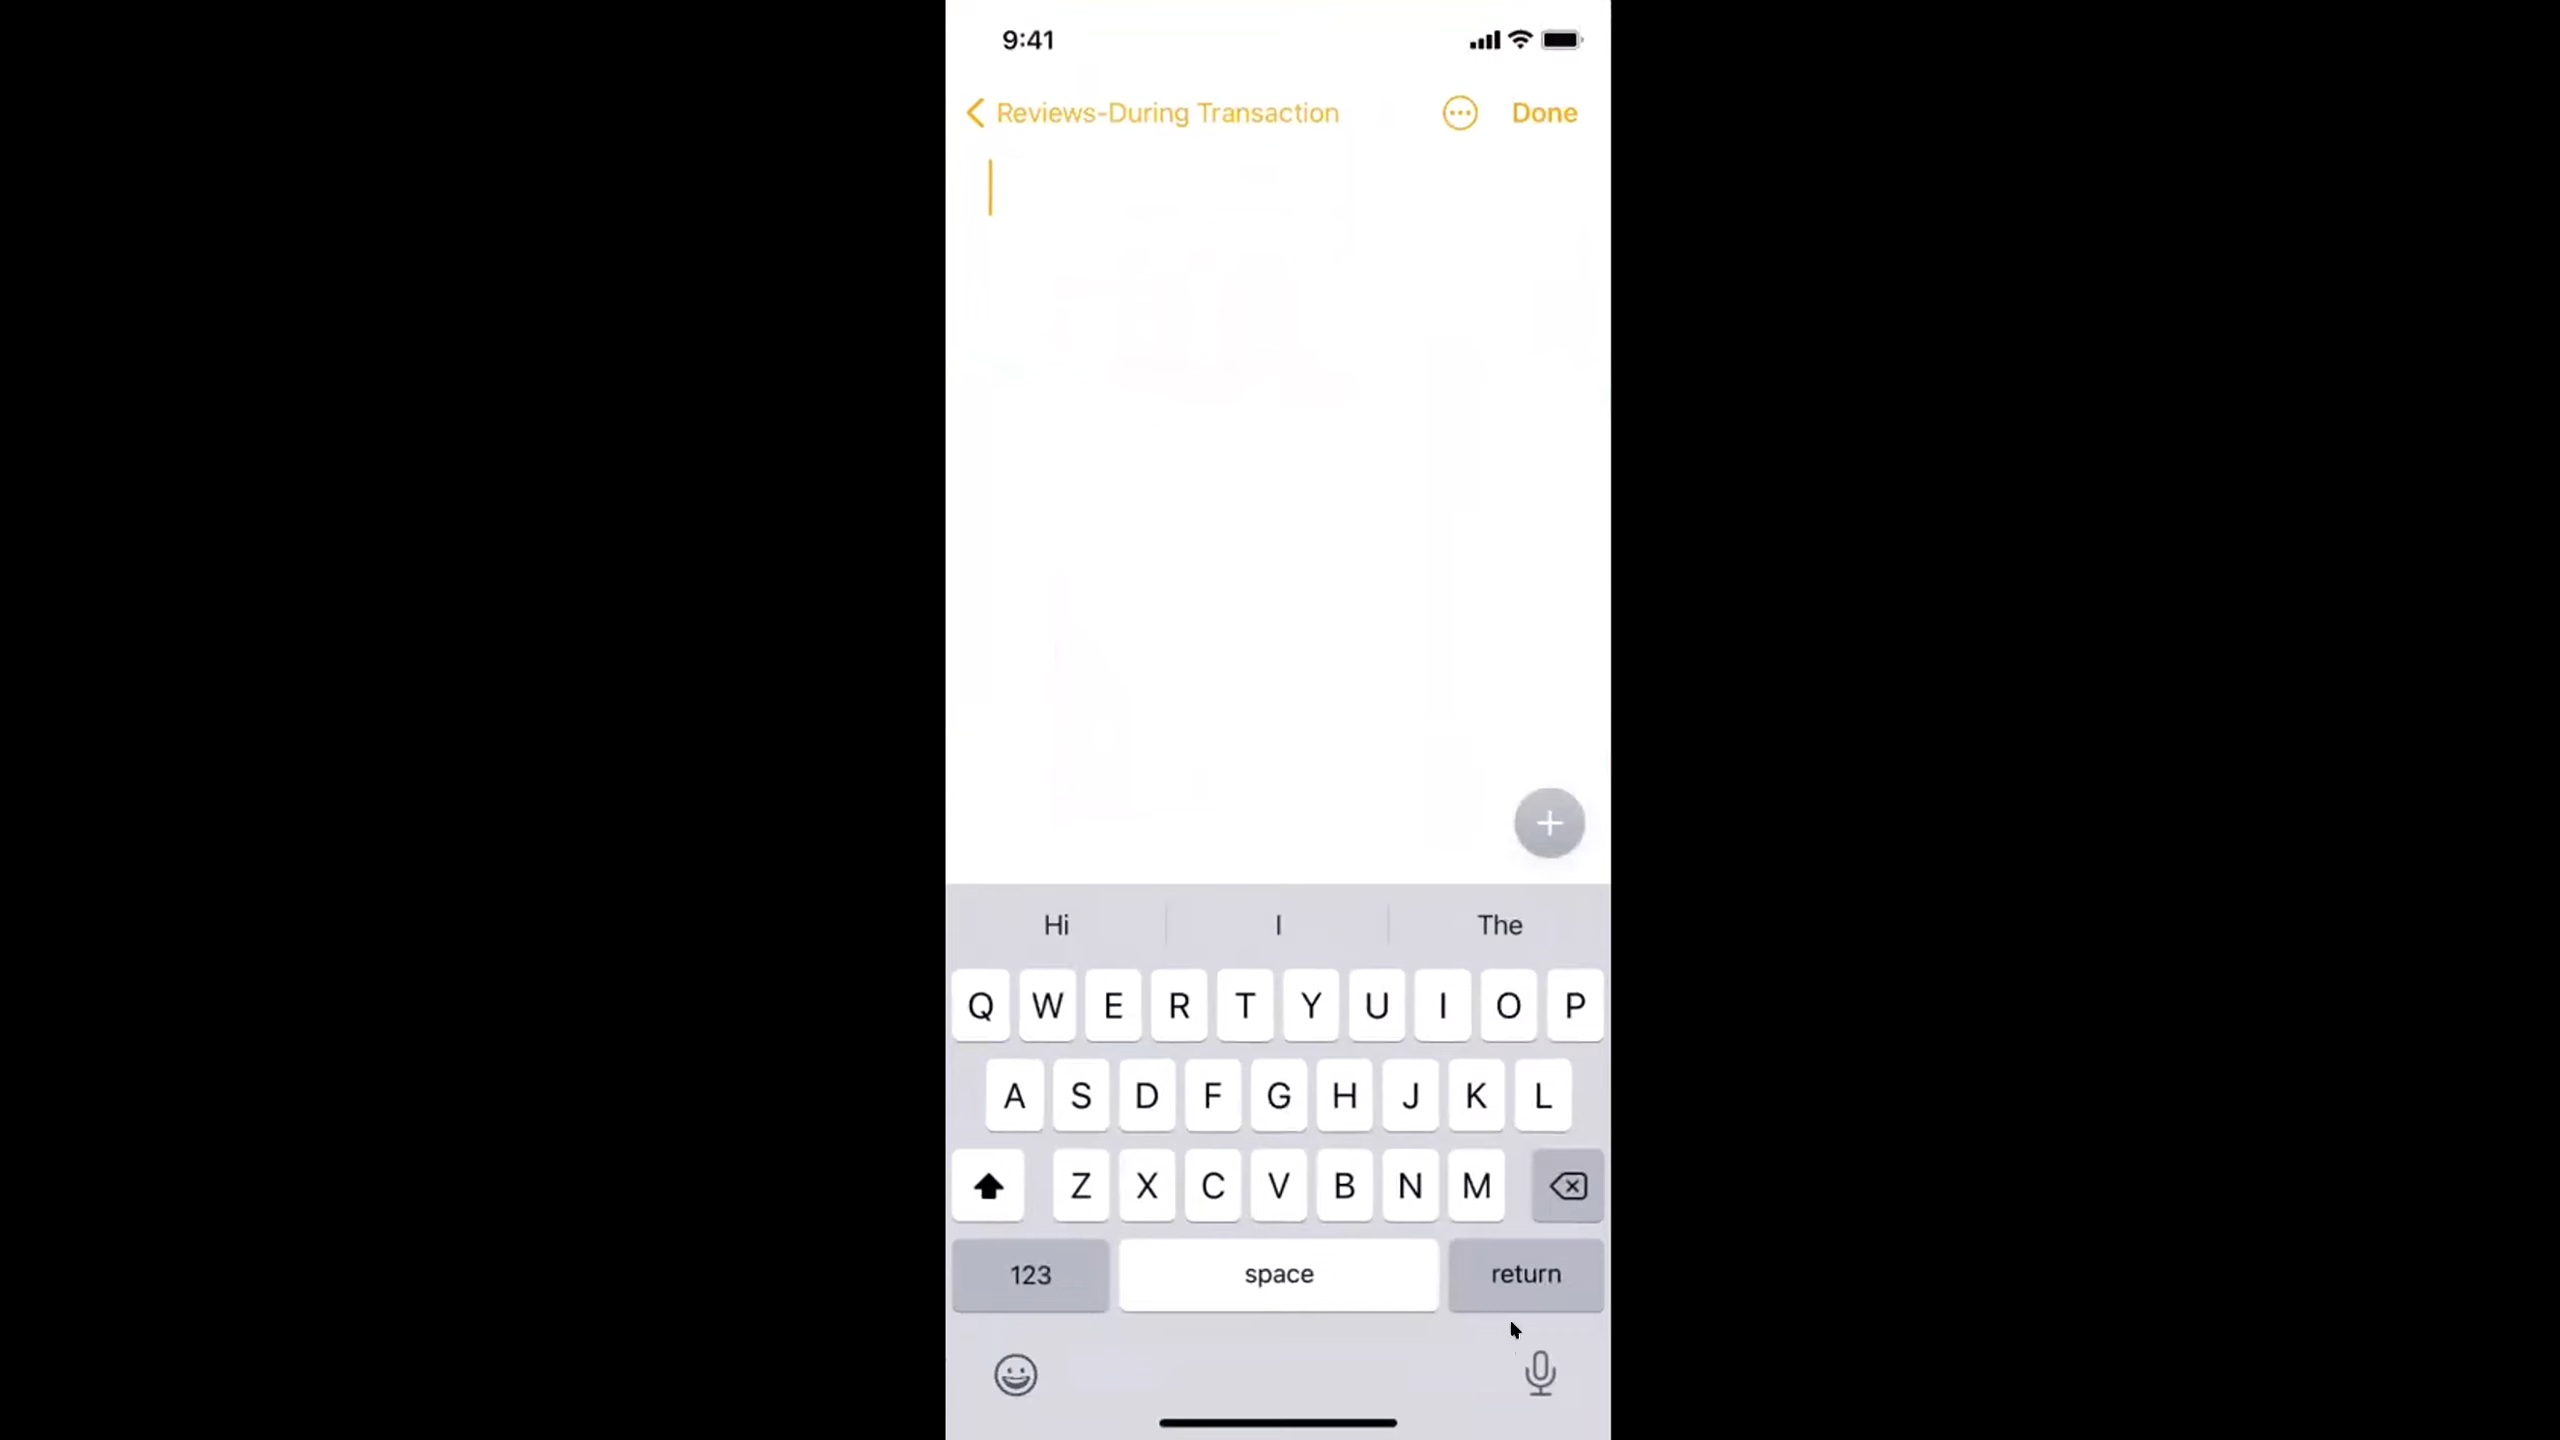 9:41
Reviews-During Transaction
Done
Hi I The
Q W E R T Y U I O P
A S D F G H J K L
Z X C V B N M
123 space return